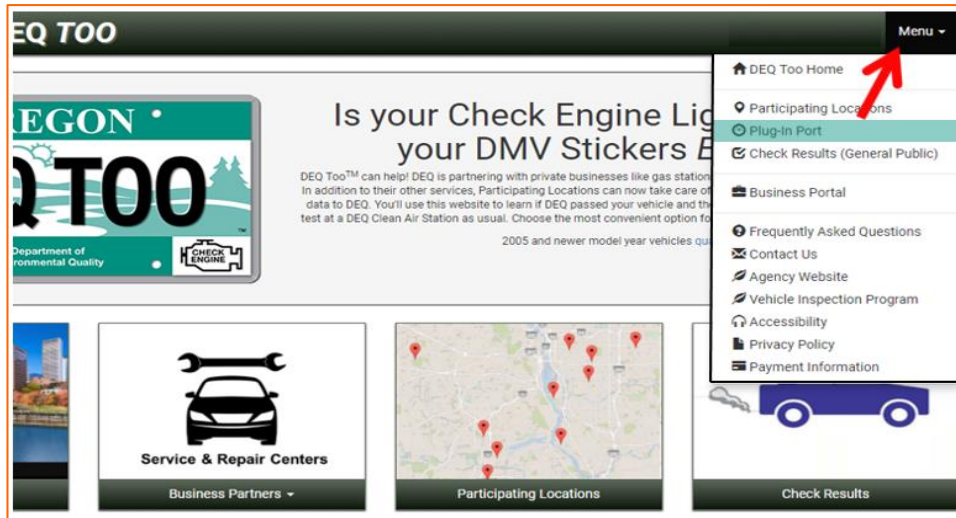 EQ TOO
Menu
DEQ Too Home
Participating Locations
Plug-In Port
Check Results (General Public)
Business Portal
Frequently Asked Questions
Contact Us
Agency Website
Vehicle Inspection Program
Accessibility
Privacy Policy
Payment Information
REGON
Q TOO
TM
Department of
ronmental Quality
CHECK
ENGINE
Is your Check Engine Lig
your DMV Stickers E
DEQ Too™ can help! DEQ is partnering with private businesses like gas station
In addition to their other services, Participating Locations can now take care of
data to DEQ. You'll use this website to learn if DEQ passed your vehicle and the
test at a DEQ Clean Air Station as usual. Choose the most convenient option fo
2005 and newer model year vehicles qua
Service & Repair Centers
Business Partners
Participating Locations
Check Results